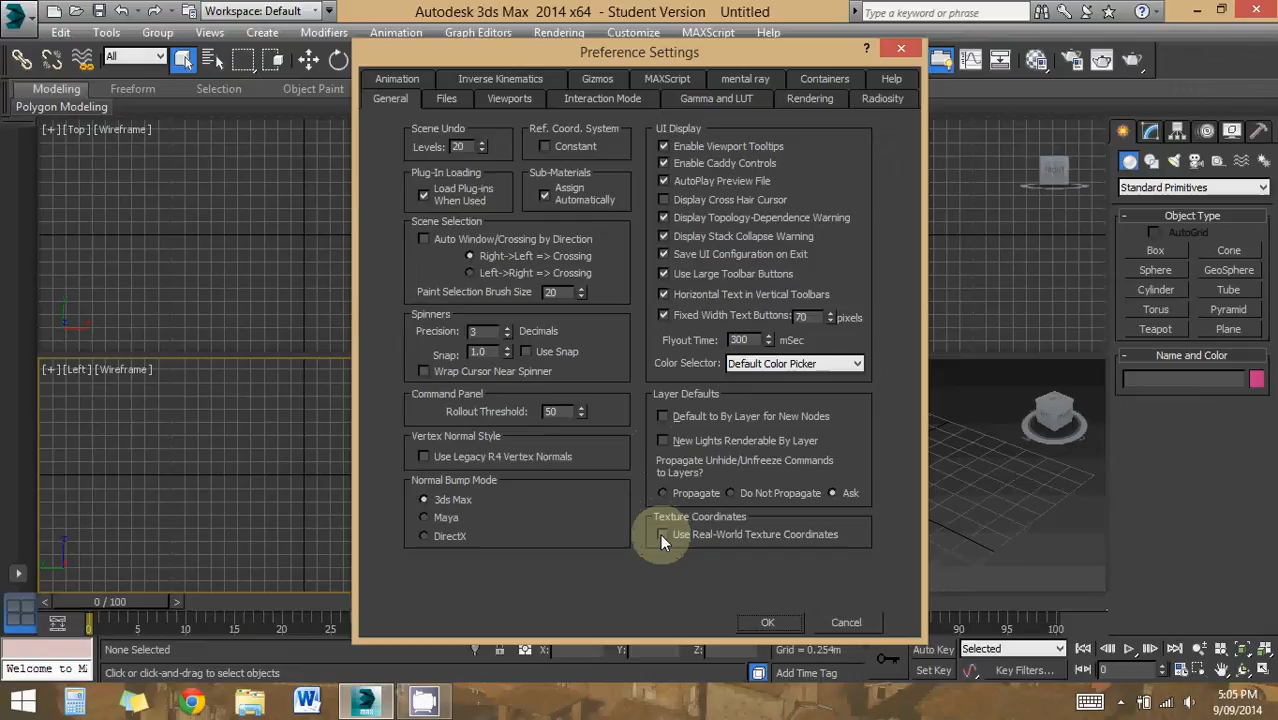 Workspace: Default
Autodesk 3ds Max 2014 x64 - Student Version Untitled
Type a keyword or phrase
Edit Tools Group Views Create Modifiers Animation Graph Editors Rendering Customize MAXScript Help
All
Preference Settings
?
Modeling Freeform Selection Object Paint
Polygon Modeling
Animation Inverse Kinematics Gizmos MAXScript mental ray Containers Help
General Files Viewports Interaction Mode Gamma and LUT Rendering Radiosity
[+] [Top] [Wireframe]
Scene Undo
Levels: 20
Ref. Coord. System
Constant
Plug-In Loading
Load Plug-ins
When Used
Sub-Materials
Assign
Automatically
Scene Selection
Auto Window/Crossing by Direction
Right->Left => Crossing
Left->Right => Crossing
Paint Selection Brush Size 20
Spinners
Precision: 3 Decimals
Snap: 1.0 Use Snap
Wrap Cursor Near Spinner
Command Panel
Rollout Threshold: 50
Vertex Normal Style
Use Legacy R4 Vertex Normals
Normal Bump Mode
3ds Max
Maya
DirectX
UI Display
Enable Viewport Tooltips
Enable Caddy Controls
AutoPlay Preview File
Display Cross Hair Cursor
Display Topology-Dependence Warning
Display Stack Collapse Warning
Save UI Configuration on Exit
Use Large Toolbar Buttons
Horizontal Text in Vertical Toolbars
Fixed Width Text Buttons: 70 pixels
Flyout Time: 300 mSec
Color Selector: Default Color Picker
Layer Defaults
Default to By Layer for New Nodes
New Lights Renderable By Layer
Propagate Unhide/Unfreeze Commands
to Layers?
Propagate Do Not Propagate Ask
Texture Coordinates
Use Real-World Texture Coordinates
OK Cancel
FRONT
Standard Primitives
Object Type
AutoGrid
Box Cone
Sphere GeoSphere
Cylinder Tube
Torus Pyramid
Teapot Plane
Name and Color
[+] [Left] [Wireframe]
0 / 100
0 5 10 15 20 25 90 95 100
None Selected X: Y: Z: Grid = 0.254m Auto Key Selected
Welcome to M Click or click-and-drag to select objects Add Time Tag Set Key Key Filters... 0
5:05 PM
9/09/2014